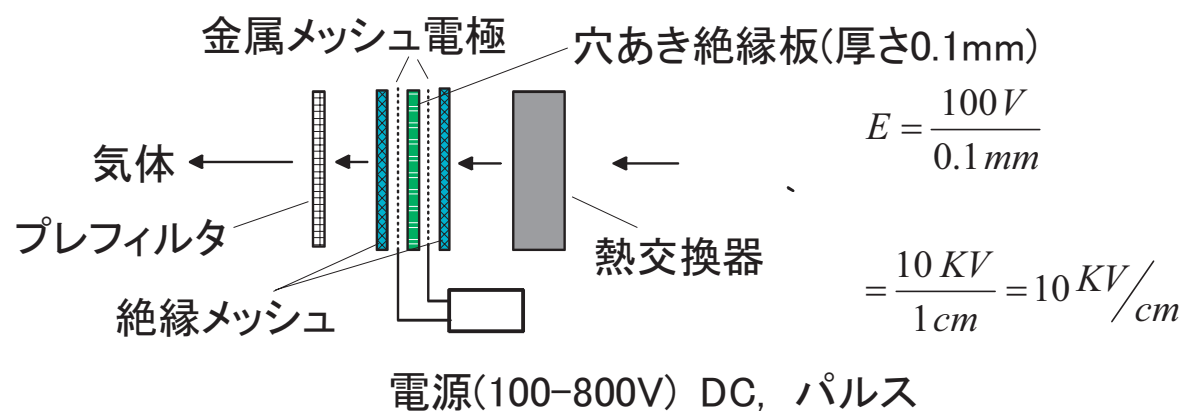 金属メッシュ電極
穴あき絶縁板(厚さ0.1mm)
E = 100V / 0.1mm
気体
プレフィルタ
熱交換器
= 10 KV / 1cm = 10 KV/cm
絶縁メッシュ
電源(100-800V) DC, パルス